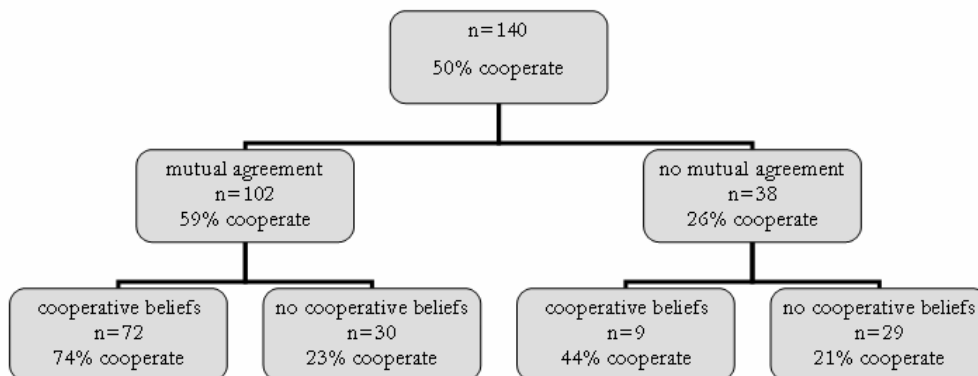 n=140
50% cooperate
mutual agreement
n=102
59% cooperate
no mutual agreement
n=38
26% cooperate
cooperative beliefs
n=72
74% cooperate
no cooperative beliefs
n=30
23% cooperate
cooperative beliefs
n=9
44% cooperate
no cooperative beliefs
n=29
21% cooperate